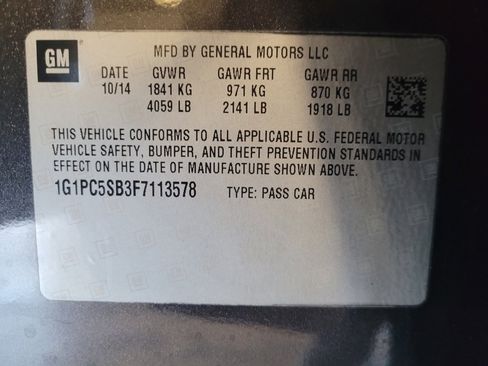 GM
MFD BY GENERAL MOTORS LLC
DATE GVWR GAWR FRT GAWR RR
10/14 1841 KG 971 KG 870 KG
4059 LB 2141 LB 1918 LB
THIS VEHICLE CONFORMS TO ALL APPLICABLE U.S. FEDERAL MOTOR
VEHICLE SAFETY, BUMPER, AND THEFT PREVENTION STANDARDS IN
EFFECT ON THE DATE OF MANUFACTURE SHOWN ABOVE.
1G1PC5SB3F7113578 TYPE: PASS CAR